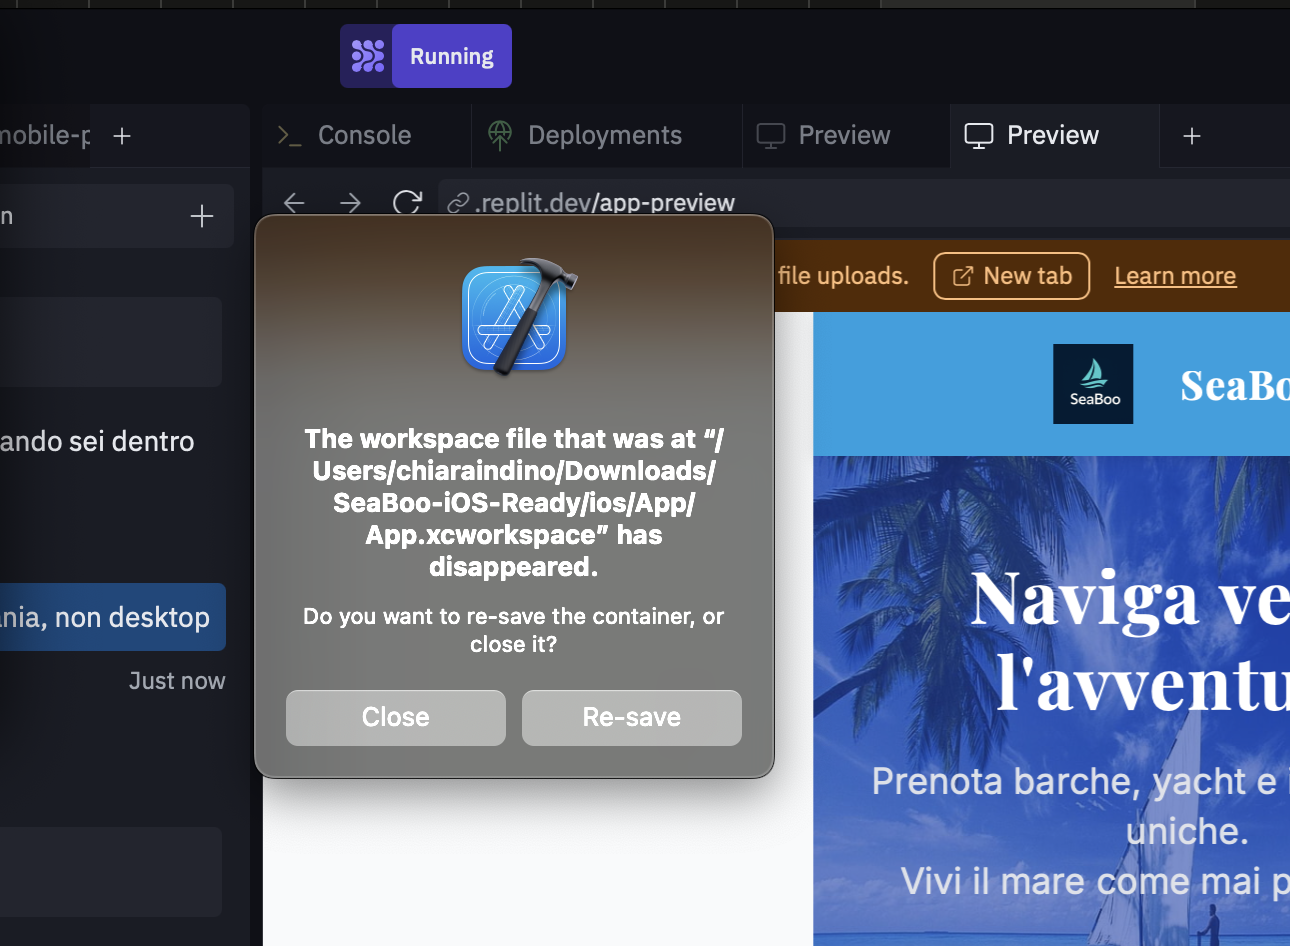 Running
mobile-p
Console
Deployments
Preview
Preview
n
.replit.dev/app-preview
file uploads.
New tab
Learn more
SeaBoo
SeaBo
ando sei dentro
The workspace file that was at “/
Users/chiaraindino/Downloads/
SeaBoo-iOS-Ready/ios/App/
App.xcworkspace” has
disappeared.
Do you want to re-save the container, or
close it?
Close
Re-save
nia, non desktop
Just now
Naviga ve
l'avventu
Prenota barche, yacht e i
uniche.
Vivi il mare come mai p